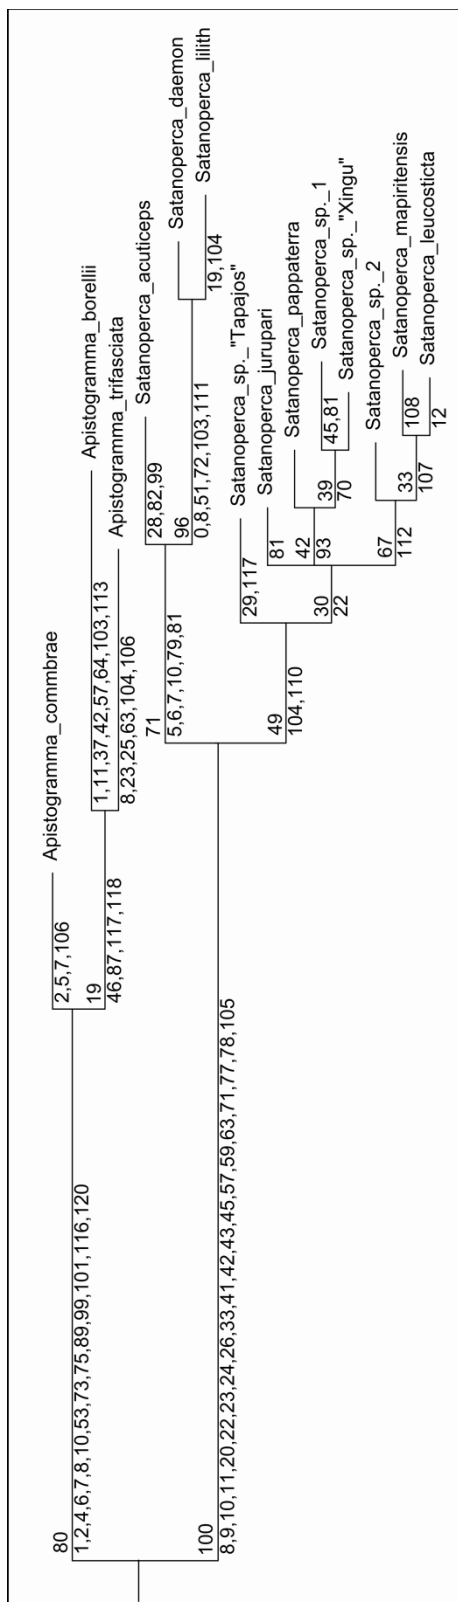 Apistogramma_commbrae
2,5,7,106
80
1,2,4,6,7,8,10,53,73,75,89,99,101,116,120
Apistogramma_borellii
1,11,37,42,57,64,103,113
19
46,87,117,118
Apistogramma_trifasciata
8,23,25,63,104,106
Satanoperca_acuticeps
28,82,99
71
5,6,7,10,79,81
Satanoperca_daemon
96
0,8,51,72,103,111
Satanoperca_lilith
19,104
100
8,9,10,11,20,22,23,24,26,33,41,42,43,45,57,59,63,71,77,78,105
Satanoperca_sp._"Tapajos"
29,117
49
104,110
Satanoperca_jurupari
81
30
22
Satanoperca_pappaterra
42
93
Satanoperca_sp._1
45,81
39
70
Satanoperca_sp._"Xingu"
Satanoperca_sp._2
67
112
Satanoperca_mapiritensis
108
33
107
Satanoperca_leucosticta
12